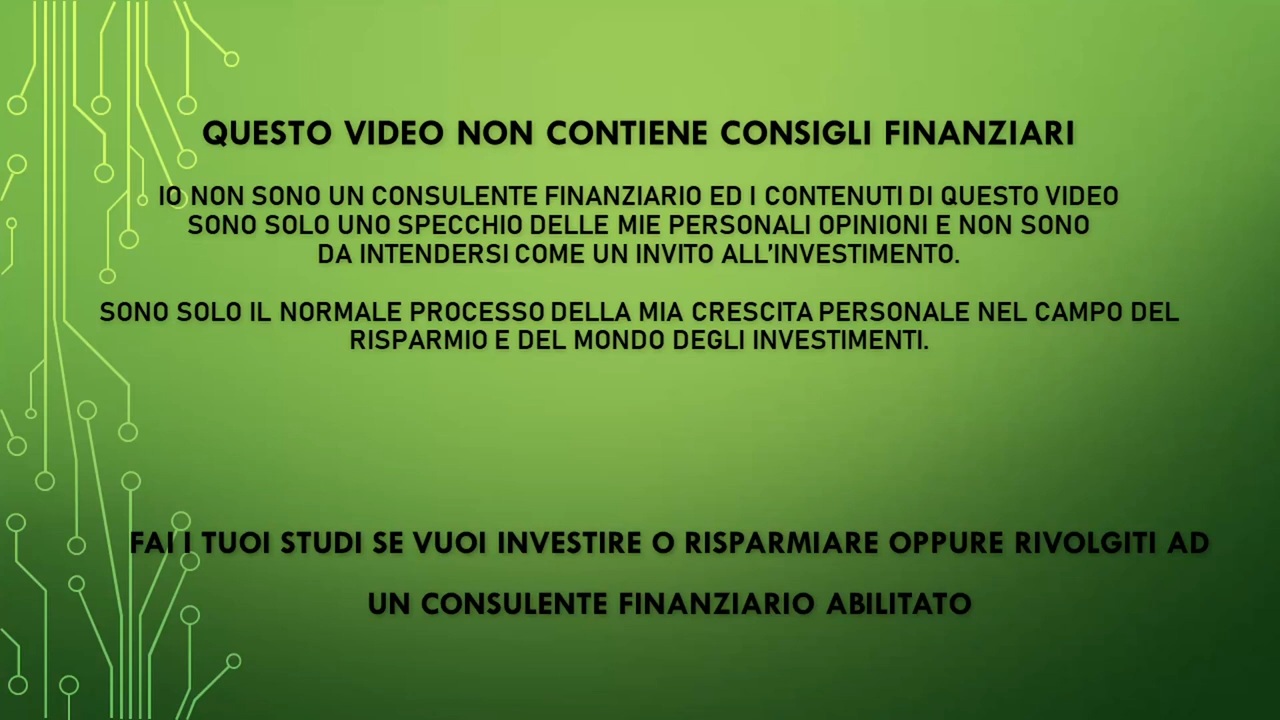 QUESTO VIDEO NON CONTIENE CONSIGLI FINANZIARI
IO NON SONO UN CONSULENTE FINANZIARIO ED I CONTENUTI DI QUESTO VIDEO
SONO SOLO UNO SPECCHIO DELLE MIE PERSONALI OPINIONI E NON SONO
DA INTENDERSI COME UN INVITO ALL'INVESTIMENTO.
SONO SOLO IL NORMALE PROCESSO DELLA MIA CRESCITA PERSONALE NEL CAMPO DEL
RISPARMIO E DEL MONDO DEGLI INVESTIMENTI.
FAI I TUOI STUDI SE VUOI INVESTIRE O RISPARMIARE OPPURE RIVOLGITI AD
UN CONSULENTE FINANZIARIO ABILITATO